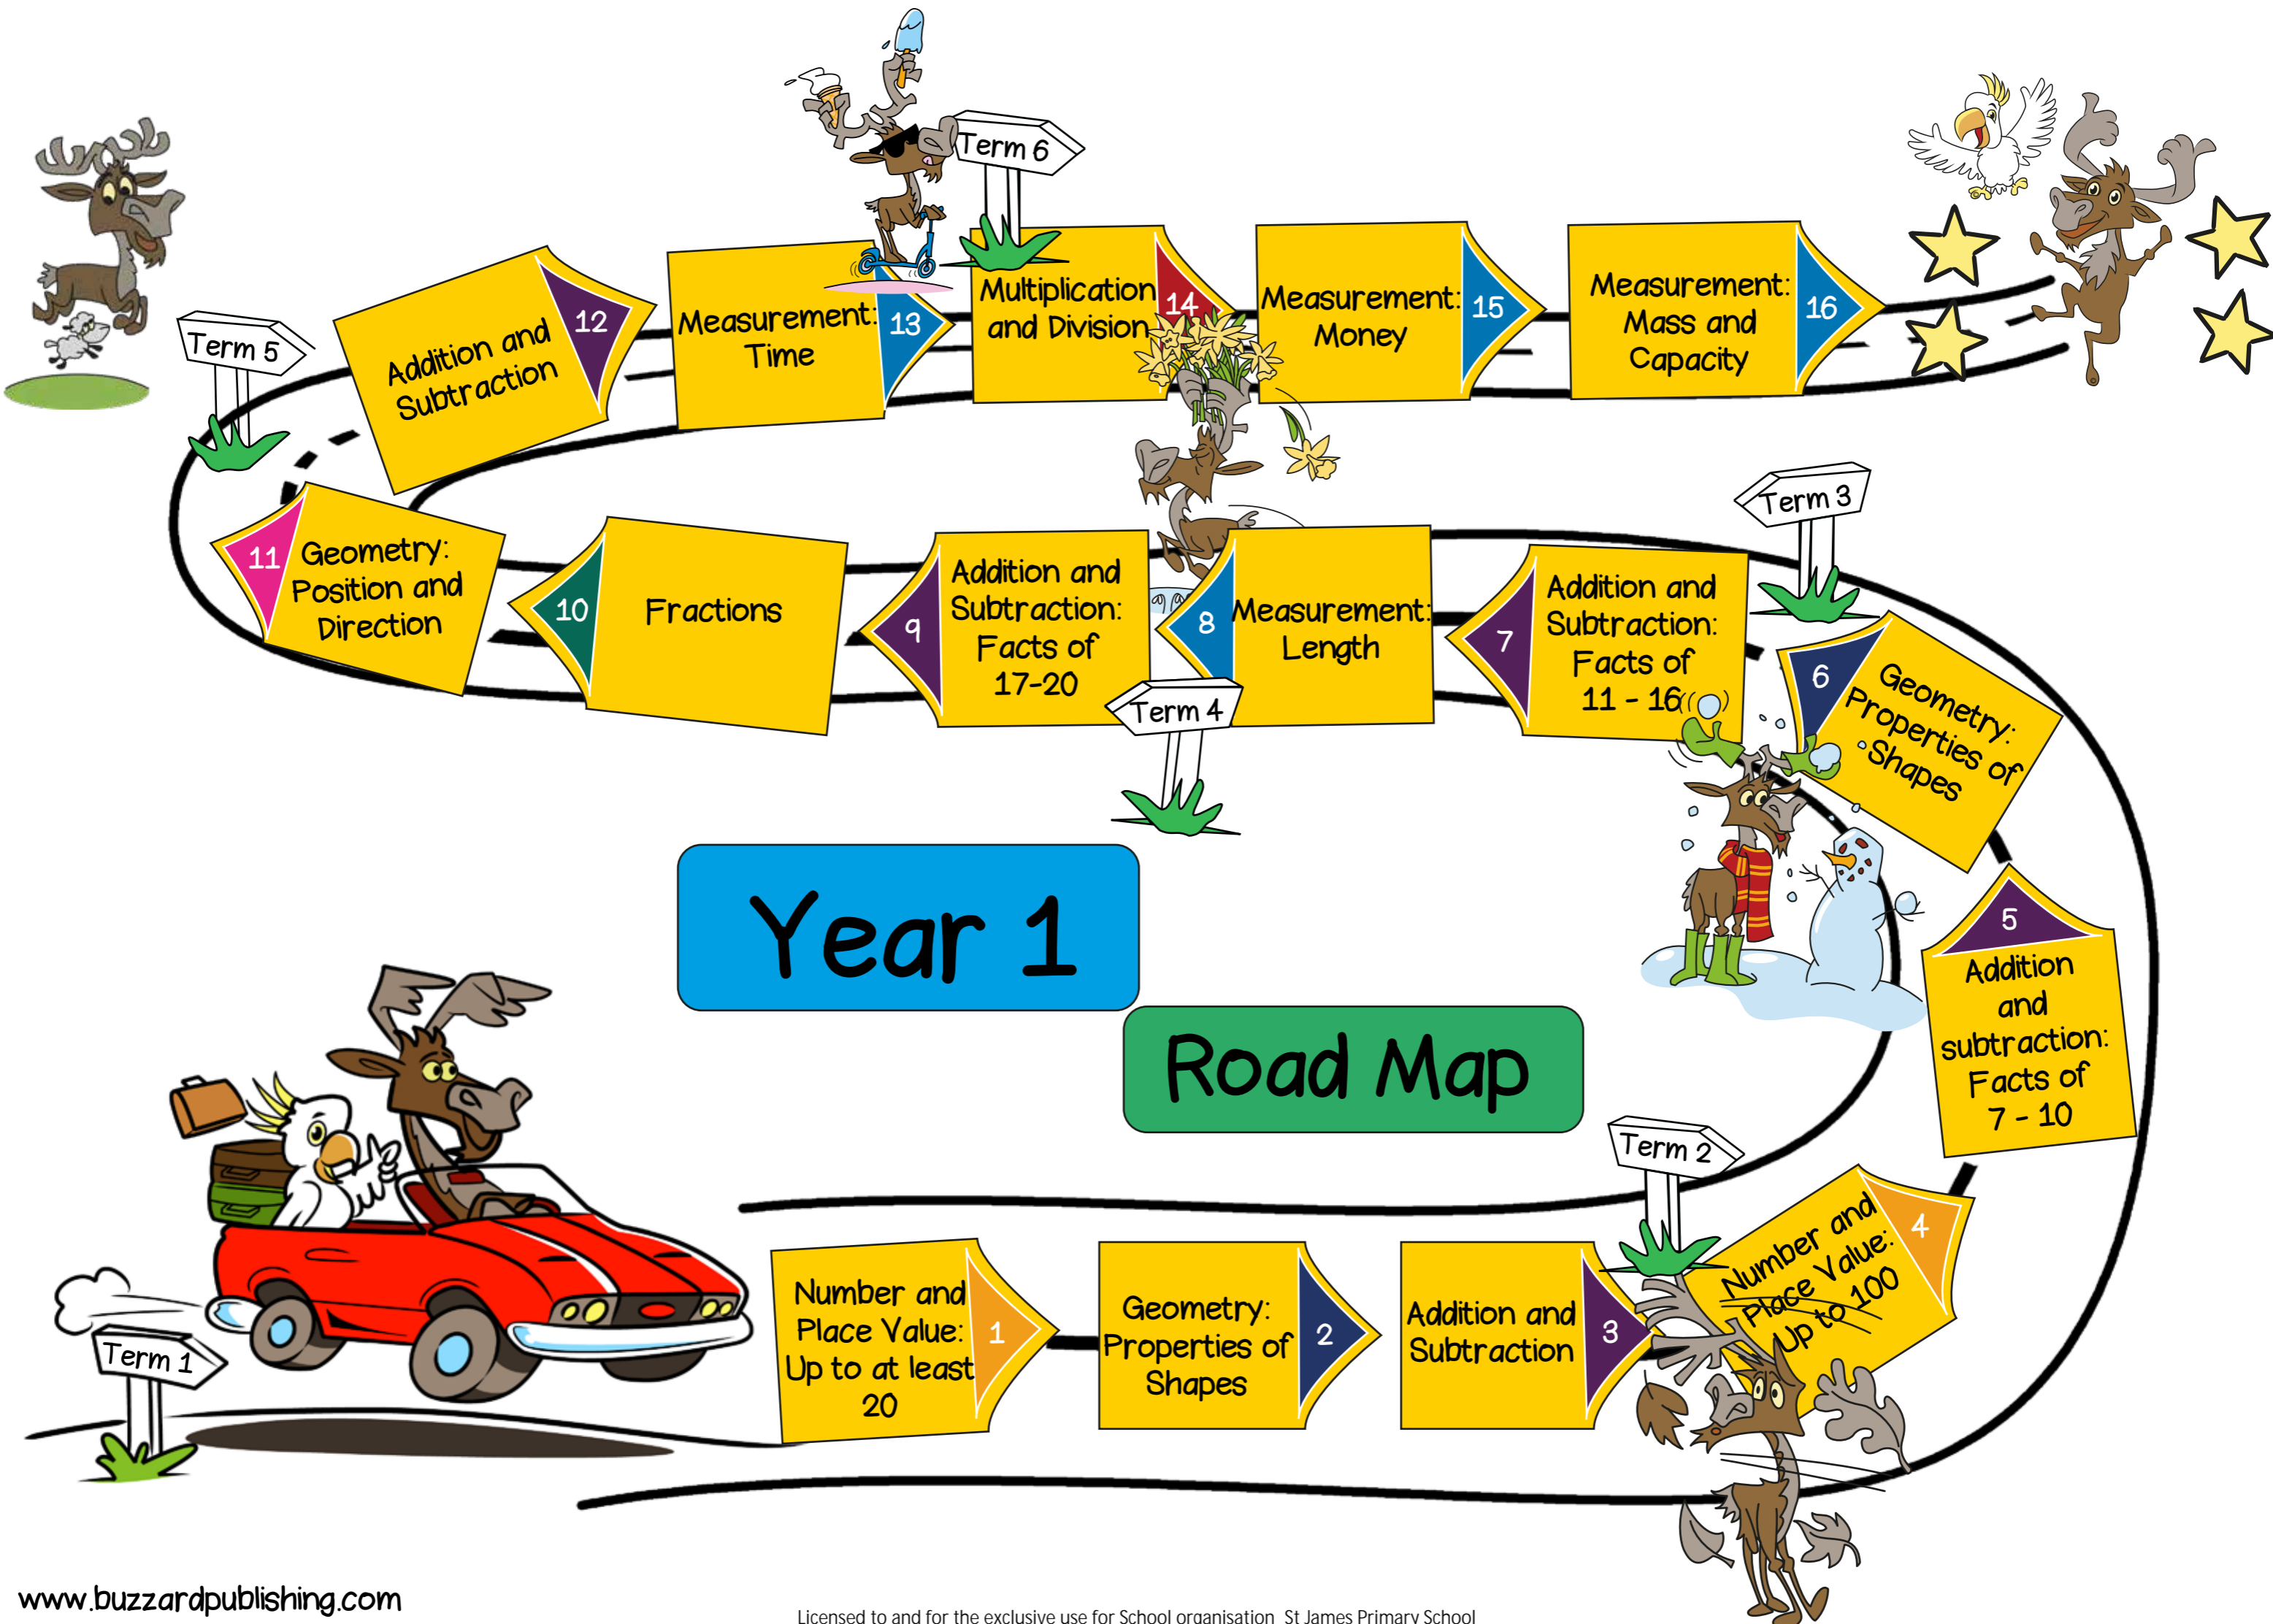 Term 1
Number and
Place Value:
Up to at least
20
1
Geometry:
Properties of
Shapes
2
Addition and
Subtraction
3
Term 2
Number and
Place Value:
Up to 100
4
5
Addition
and
subtraction:
Facts of
7 - 10
6
Geometry:
Properties of
Shapes
Term 3
7
Addition and
Subtraction:
Facts of
11 - 16
8
Measurement:
Length
Term 4
9
Addition and
Subtraction:
Facts of
17-20
10
Fractions
11
Geometry:
Position and
Direction
Term 5
Addition and
Subtraction
12
Measurement:
Time
13
Term 6
Multiplication
and Division
14
Measurement:
Money
15
Measurement:
Mass and
Capacity
16
Year 1
Road Map
www.buzzardpublishing.com
Licensed to and for the exclusive use for School organisation St James Primary School